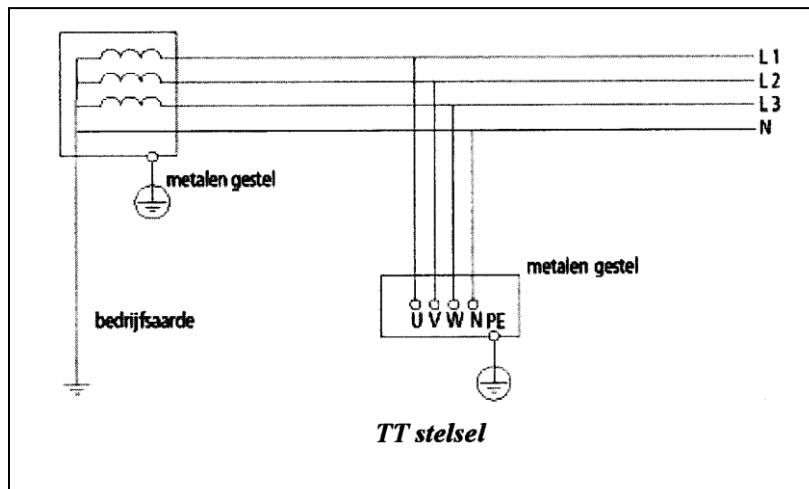 L1
L2
L3
N
metalen gestel
metalen gestel
U V W N PE
bedrijfsaarde
TT stelsel